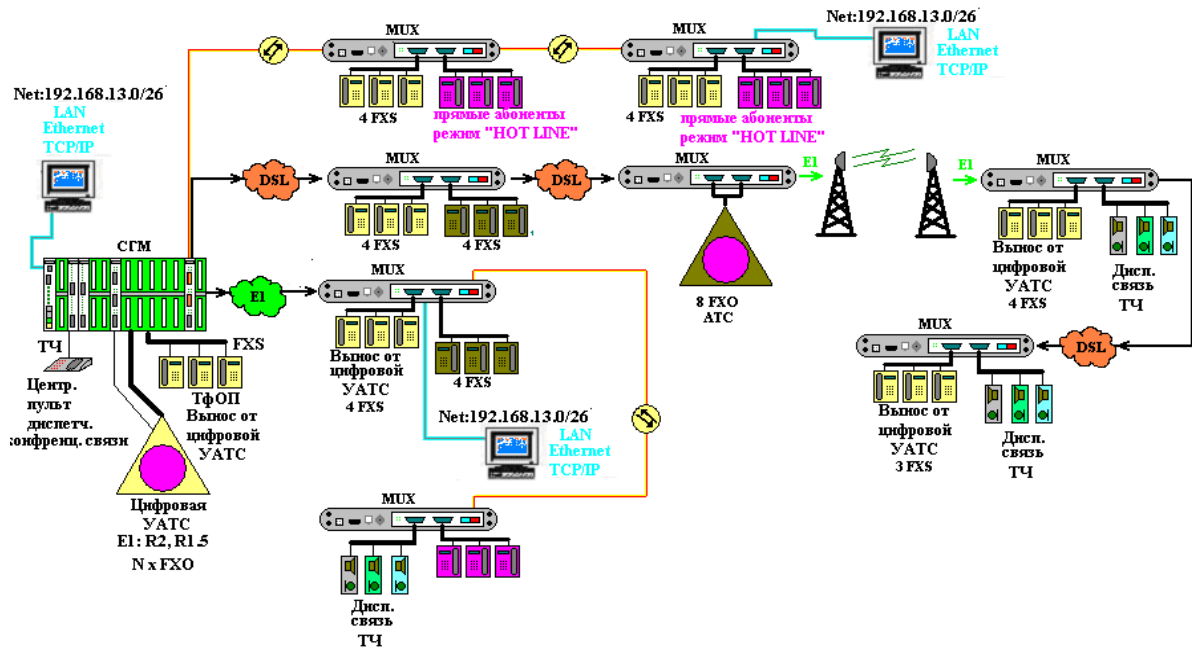 MUX
MUX
Net:192.168.13.0/26
LAN
Ethernet
TCP/IP
4 FXS
прямые абоненты
режим "HOT LINE"
4 FXS
прямые абоненты
режим "HOT LINE"
Net:192.168.13.0/26
LAN
Ethernet
TCP/IP
DSL
MUX
4 FXS
4 FXS
DSL
MUX
E1
E1
MUX
8 FXO
АТС
Вынос от
цифровой
УАТС
4 FXS
Дисп.
связь
ТЧ
СГМ
E1
MUX
Вынос от
цифровой
УАТС
4 FXS
4 FXS
ТЧ
FXS
Центр.
пульт
диспетч.
конференц. связи
ТфОП
Вынос от
цифровой
УАТС
Net:192.168.13.0/26
LAN
Ethernet
TCP/IP
MUX
DSL
Вынос от
цифровой
УАТС
3 FXS
Дисп.
связь
ТЧ
Цифровая
УАТС
E1: R2, R1.5
N x FXO
MUX
Дисп.
связь
ТЧ